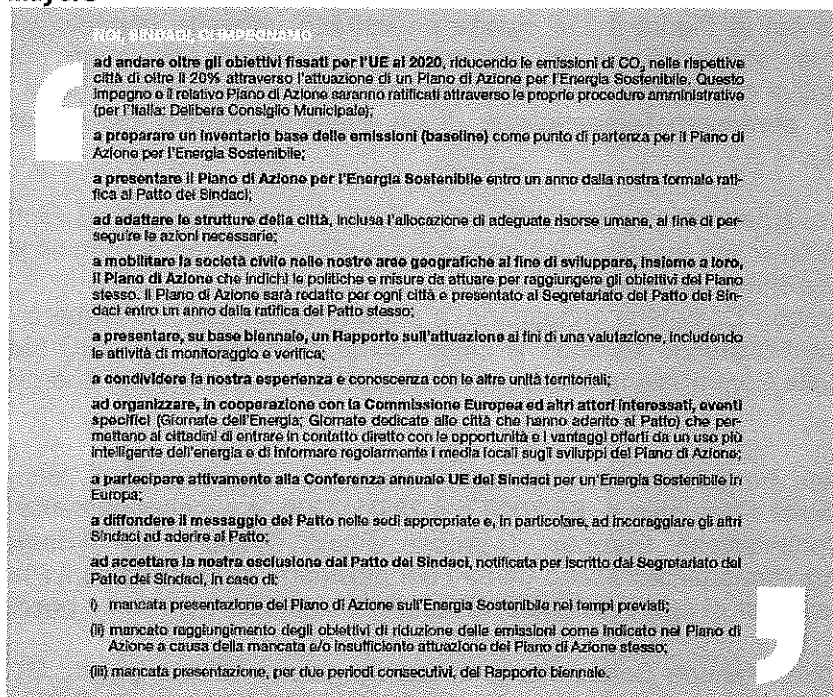 NOI, SINDACI, CI IMPEGNAMO
ad andare oltre gli obiettivi fissati per l'UE al 2020, riducendo le emissioni di CO₂ nelle rispettive
città di oltre il 20% attraverso l'attuazione di un Piano di Azione per l'Energia Sostenibile. Questo
impegno e il relativo Piano di Azione saranno ratificati attraverso le proprie procedure amministrative
(per l'Italia: Delibera Consiglio Municipale);
a preparare un inventario base delle emissioni (baseline) come punto di partenza per il Piano di
Azione per l'Energia Sostenibile;
a presentare il Piano di Azione per l'Energia Sostenibile entro un anno dalla nostra formale rati-
fica al Patto dei Sindaci;
ad adattare le strutture della città, inclusa l'allocazione di adeguate risorse umane, al fine di per-
seguire le azioni necessarie;
a mobilitare la società civile nelle nostre aree geografiche al fine di sviluppare, insieme a loro,
il Piano di Azione che indichi le politiche e misure da attuare per raggiungere gli obiettivi del Piano
stesso. Il Piano di Azione sarà redatto per ogni città e presentato al Segretariato del Patto dei Sin-
daci entro un anno dalla ratifica del Patto stesso;
a presentare, su base biennale, un Rapporto sull'attuazione ai fini di una valutazione, includendo
le attività di monitoraggio e verifica;
a condividere la nostra esperienza e conoscenza con le altre unità territoriali;
ad organizzare, in cooperazione con la Commissione Europea ed altri attori interessati, eventi
specifici (Giornate dell'Energia; Giornate dedicate alle città che hanno aderito al Patto) che per-
mettano ai cittadini di entrare in contatto diretto con le opportunità e i vantaggi offerti da un uso più
intelligente dell'energia e di informare regolarmente i media locali sugli sviluppi del Piano di Azione;
a partecipare attivamente alla Conferenza annuale UE dei Sindaci per un'Energia Sostenibile in
Europa;
a diffondere il messaggio del Patto nelle sedi appropriate e, in particolare, ad incoraggiare gli altri
Sindaci ad aderire al Patto;
ad accettare la nostra esclusione dal Patto dei Sindaci, notificata per iscritto dal Segretariato del
Patto dei Sindaci, in caso di:
i) mancata presentazione del Piano di Azione sull'Energia Sostenibile nei tempi previsti;
(ii) mancato raggiungimento degli obiettivi di riduzione delle emissioni come indicato nel Piano di
Azione a causa della mancata e/o insufficiente attuazione del Piano di Azione stesso;
(iii) mancata presentazione, per due periodi consecutivi, del Rapporto biennale.